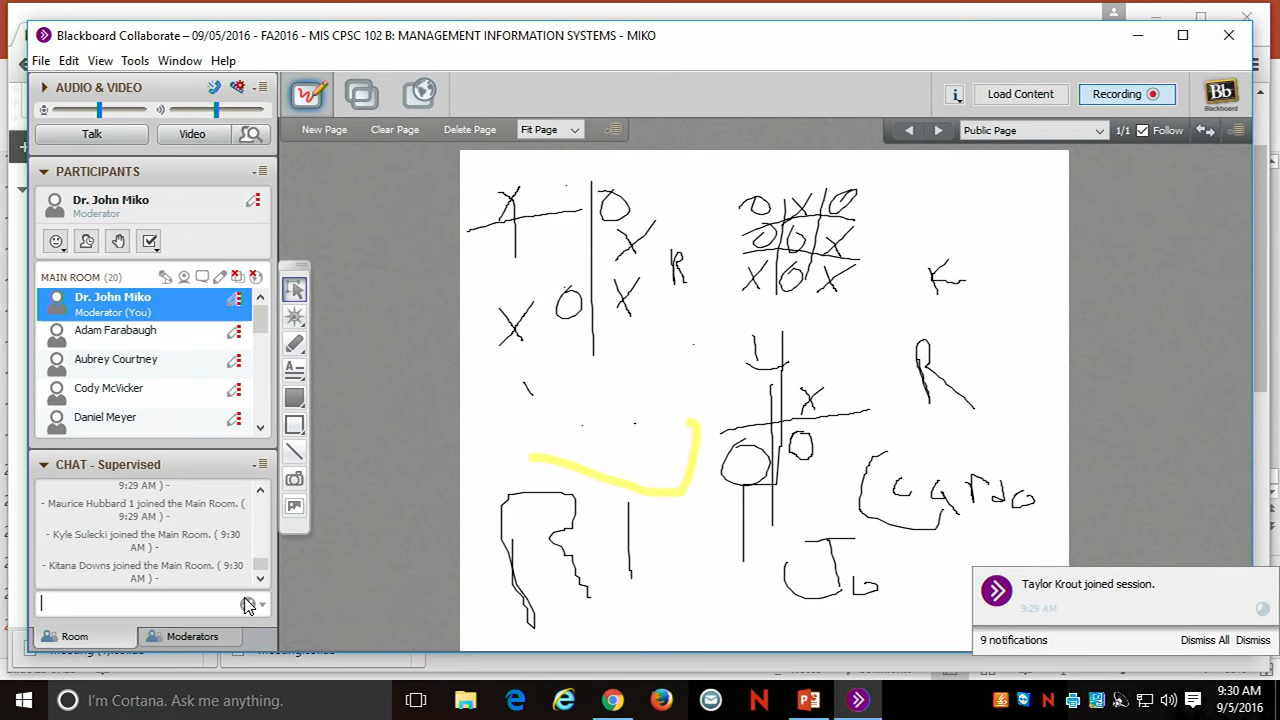 Blackboard Collaborate – 09/05/2016 - FA2016 - MIS CPSC 102 B: MANAGEMENT INFORMATION SYSTEMS - MIKO
File Edit View Tools Window Help
AUDIO & VIDEO
Talk Video
Load Content Recording Bb
Blackboard
New Page Clear Page Delete Page Fit Page Public Page 1/1 Follow
PARTICIPANTS
Dr. John Miko
Moderator
MAIN ROOM (20)
Dr. John Miko
Moderator (You)
Adam Farabaugh
Aubrey Courtney
Cody McVicker
Daniel Meyer
CHAT - Supervised
9:29 AM ) -
- Maurice Hubbard 1 joined the Main Room. (
9:29 AM ) -
- Kyle Sulecki joined the Main Room. ( 9:30
AM ) -
- Kitana Downs joined the Main Room. ( 9:30
AM ) -
Room Moderators
X O O X O
X R O O X
X O X X O X K
R
X
O O
R I
Jo
Taylor Krout joined session.
9:29 AM
9 notifications Dismiss All Dismiss
I'm Cortana. Ask me anything.
9:30 AM
9/5/2016